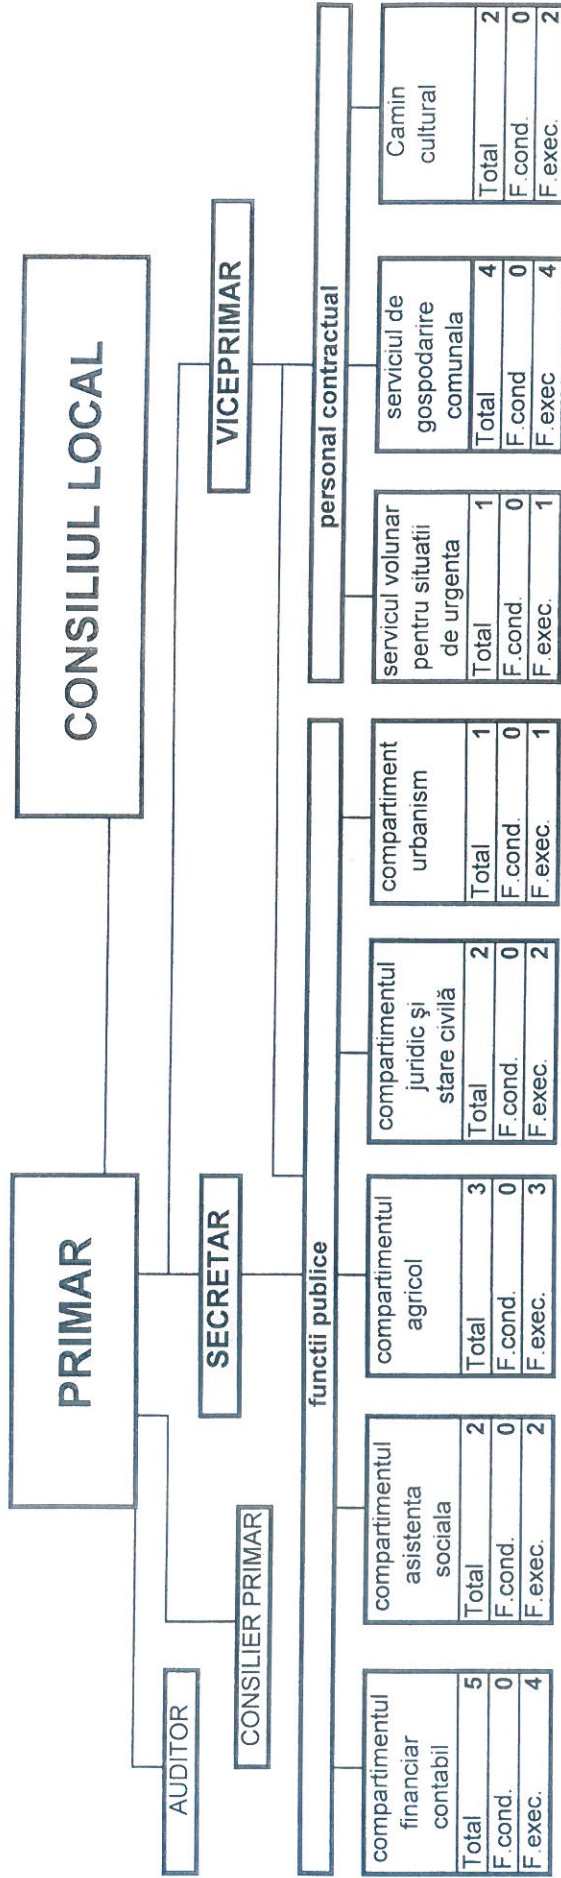 CONSILIUL LOCAL
PRIMAR
VICEPRIMAR
SECRETAR
AUDITOR
CONSILIER PRIMAR
functii publice
personal contractual
compartimentul
financiar
contabil
Total 5
F.cond. 0
F.exec. 4
compartimentul
asistenta
sociala
Total 2
F.cond. 0
F.exec. 2
compartimentul
agricol
Total 3
F.cond. 0
F.exec. 3
compartimentul
juridic şi
stare civilă
Total 2
F.cond. 0
F.exec. 2
compartiment
urbanism
Total 1
F.cond. 0
F.exec. 1
servicul volunar
pentru situatii
de urgenta
Total 1
F.cond. 0
F.exec. 1
serviciul de
gospodarire
comunala
Total 4
F.cond 0
F.exec 4
Camin
cultural
Total 2
F.cond. 0
F.exec. 2